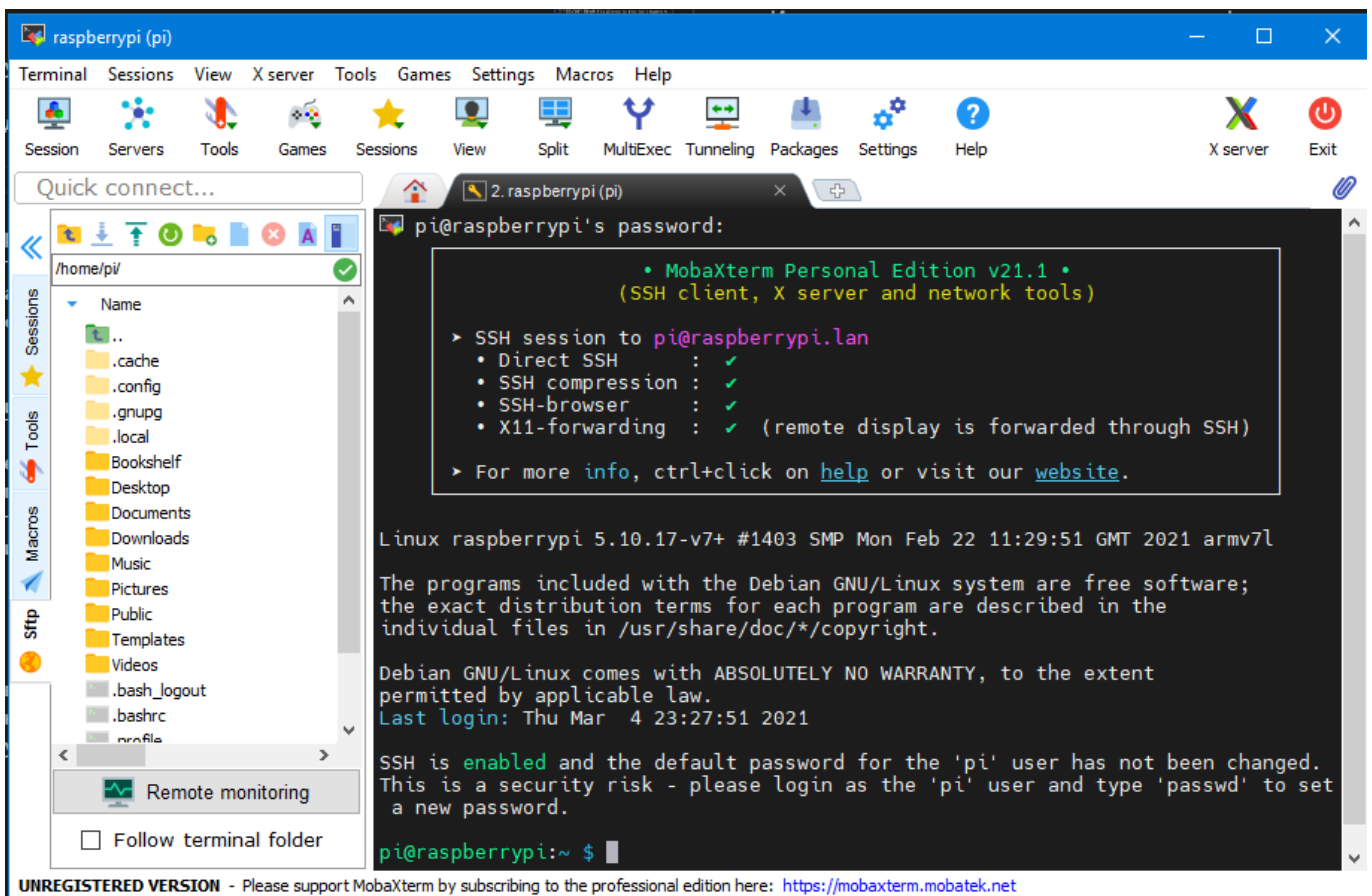 raspberrypi (pi)
Terminal Sessions View X server Tools Games Settings Macros Help
Session Servers Tools Games Sessions View Split MultiExec Tunneling Packages Settings Help X server Exit
Quick connect...
2. raspberrypi (pi)
/home/pi/
Name
..
.cache
.config
.gnupg
.local
Bookshelf
Desktop
Documents
Downloads
Music
Pictures
Public
Templates
Videos
.bash_logout
.bashrc
.profile
Remote monitoring
Follow terminal folder
Sessions
Tools
Macros
Sftp
pi@raspberrypi's password:
• MobaXterm Personal Edition v21.1 •
(SSH client, X server and network tools)
➤ SSH session to pi@raspberrypi.lan
• Direct SSH : ✔
• SSH compression : ✔
• SSH-browser : ✔
• X11-forwarding : ✔ (remote display is forwarded through SSH)
➤ For more info, ctrl+click on help or visit our website.
Linux raspberrypi 5.10.17-v7+ #1403 SMP Mon Feb 22 11:29:51 GMT 2021 armv7l
The programs included with the Debian GNU/Linux system are free software;
the exact distribution terms for each program are described in the
individual files in /usr/share/doc/*/copyright.
Debian GNU/Linux comes with ABSOLUTELY NO WARRANTY, to the extent
permitted by applicable law.
Last login: Thu Mar 4 23:27:51 2021
SSH is enabled and the default password for the 'pi' user has not been changed.
This is a security risk - please login as the 'pi' user and type 'passwd' to set
a new password.
pi@raspberrypi:~ $
UNREGISTERED VERSION - Please support MobaXterm by subscribing to the professional edition here: https://mobaxterm.mobatek.net